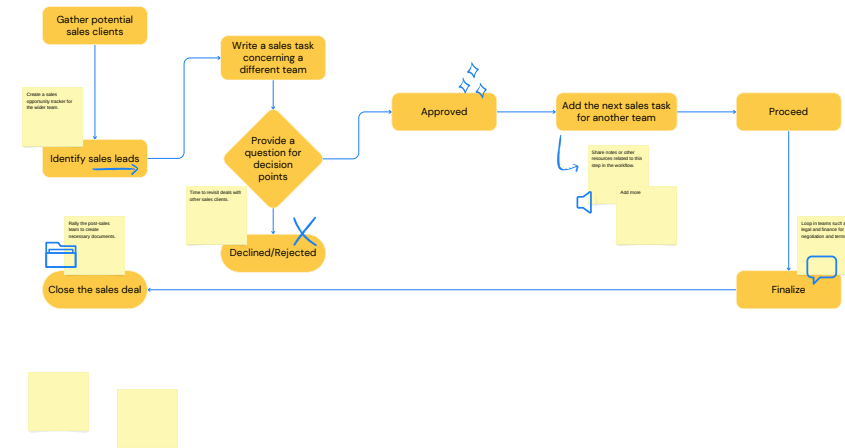 Gather potential
sales clients
Write a sales task
concerning a
different team
Create a sales
opportunity tracker for
the wider team.
Approved
Add the next sales task
for another team
Proceed
Identify sales leads
Provide a
question for
decision
points
Share notes or other
resources related to this
step in the workflow.
Time to revisit deals with
other sales clients.
Add more
Rally the post-sales
team to create
necessary documents.
Declined/Rejected
Loop in teams such a
legal and finance for
negotiation and term
Close the sales deal
Finalize